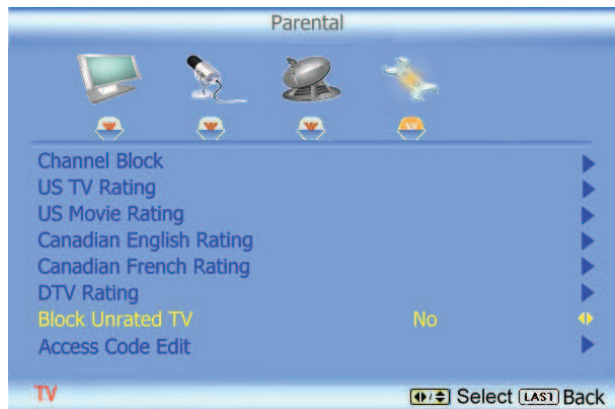 Parental
Channel Block
US TV Rating
US Movie Rating
Canadian English Rating
Canadian French Rating
DTV Rating
Block Unrated TV No
Access Code Edit
TV Select LAST Back